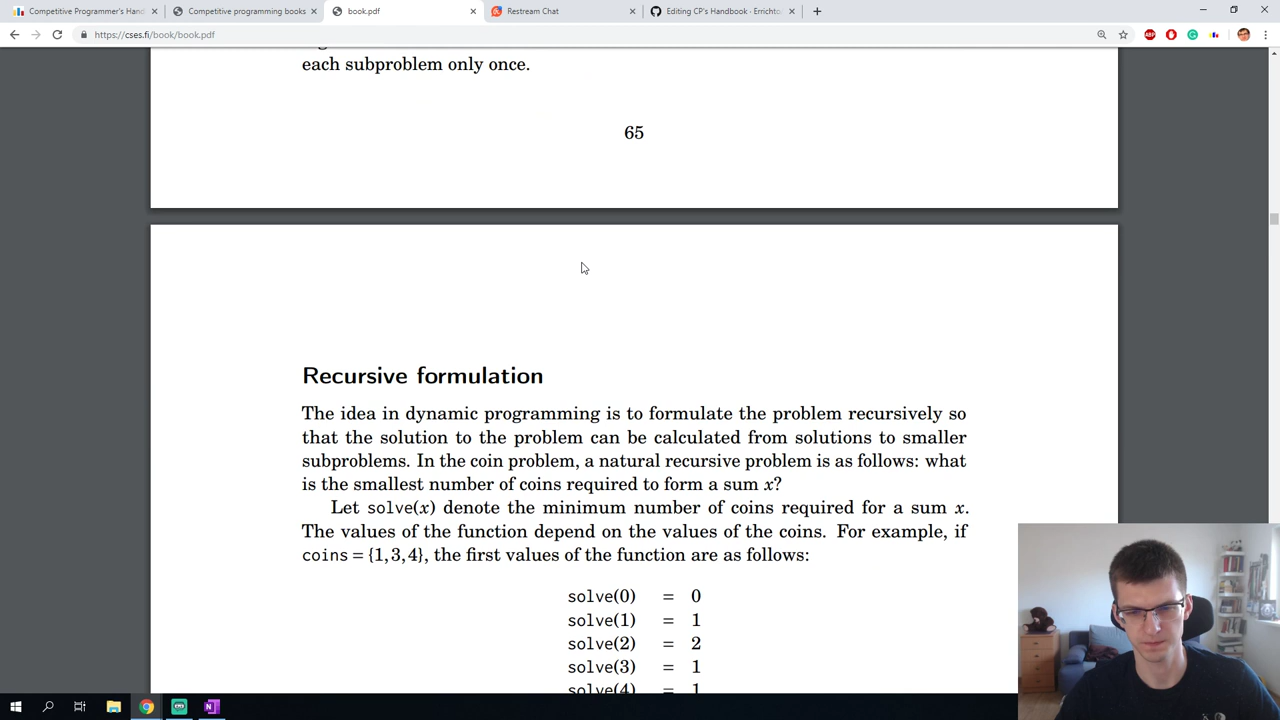 Competitive Programmer's Hand
Competitive programming books
book.pdf
Restream Chat
Editing CP's Handbook · Errichto
https://cses.fi/book/book.pdf
each subproblem only once.
65
Recursive formulation
The idea in dynamic programming is to formulate the problem recursively so
that the solution to the problem can be calculated from solutions to smaller
subproblems. In the coin problem, a natural recursive problem is as follows: what
is the smallest number of coins required to form a sum x?
Let solve(x) denote the minimum number of coins required for a sum x.
The values of the function depend on the values of the coins. For example, if
coins = {1,3,4}, the first values of the function are as follows:
solve(0) = 0
solve(1) = 1
solve(2) = 2
solve(3) = 1
solve(4) = 1